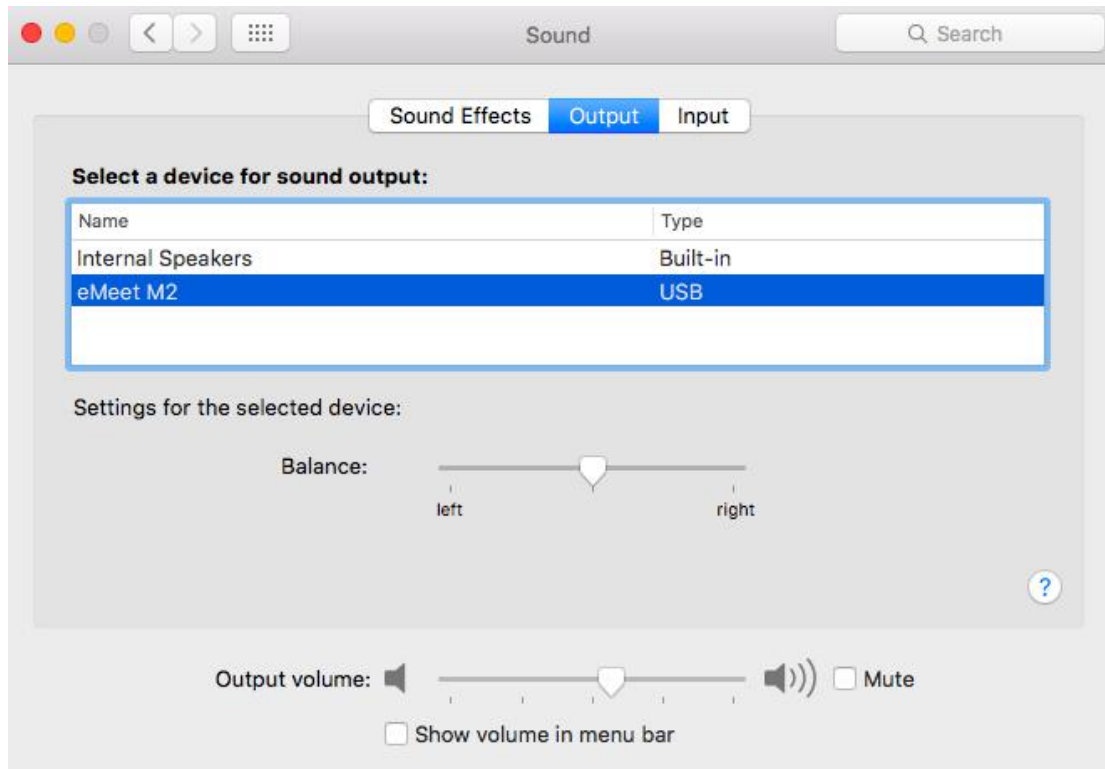 Sound
Search
Sound Effects Output Input
Select a device for sound output:
Name Type
Internal Speakers Built-in
eMeet M2 USB
Settings for the selected device:
Balance:
left right
?
Output volume: Mute
Show volume in menu bar